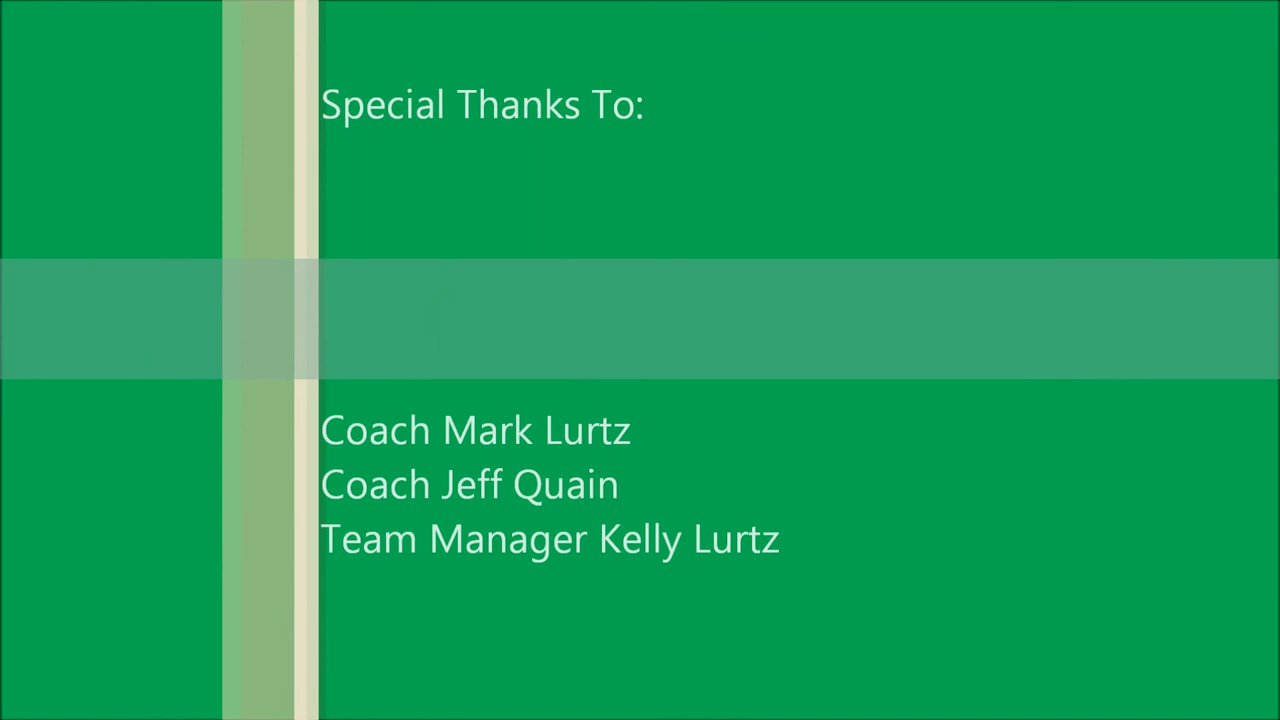 Special Thanks To:
Coach Mark Lurtz
Coach Jeff Quain
Team Manager Kelly Lurtz